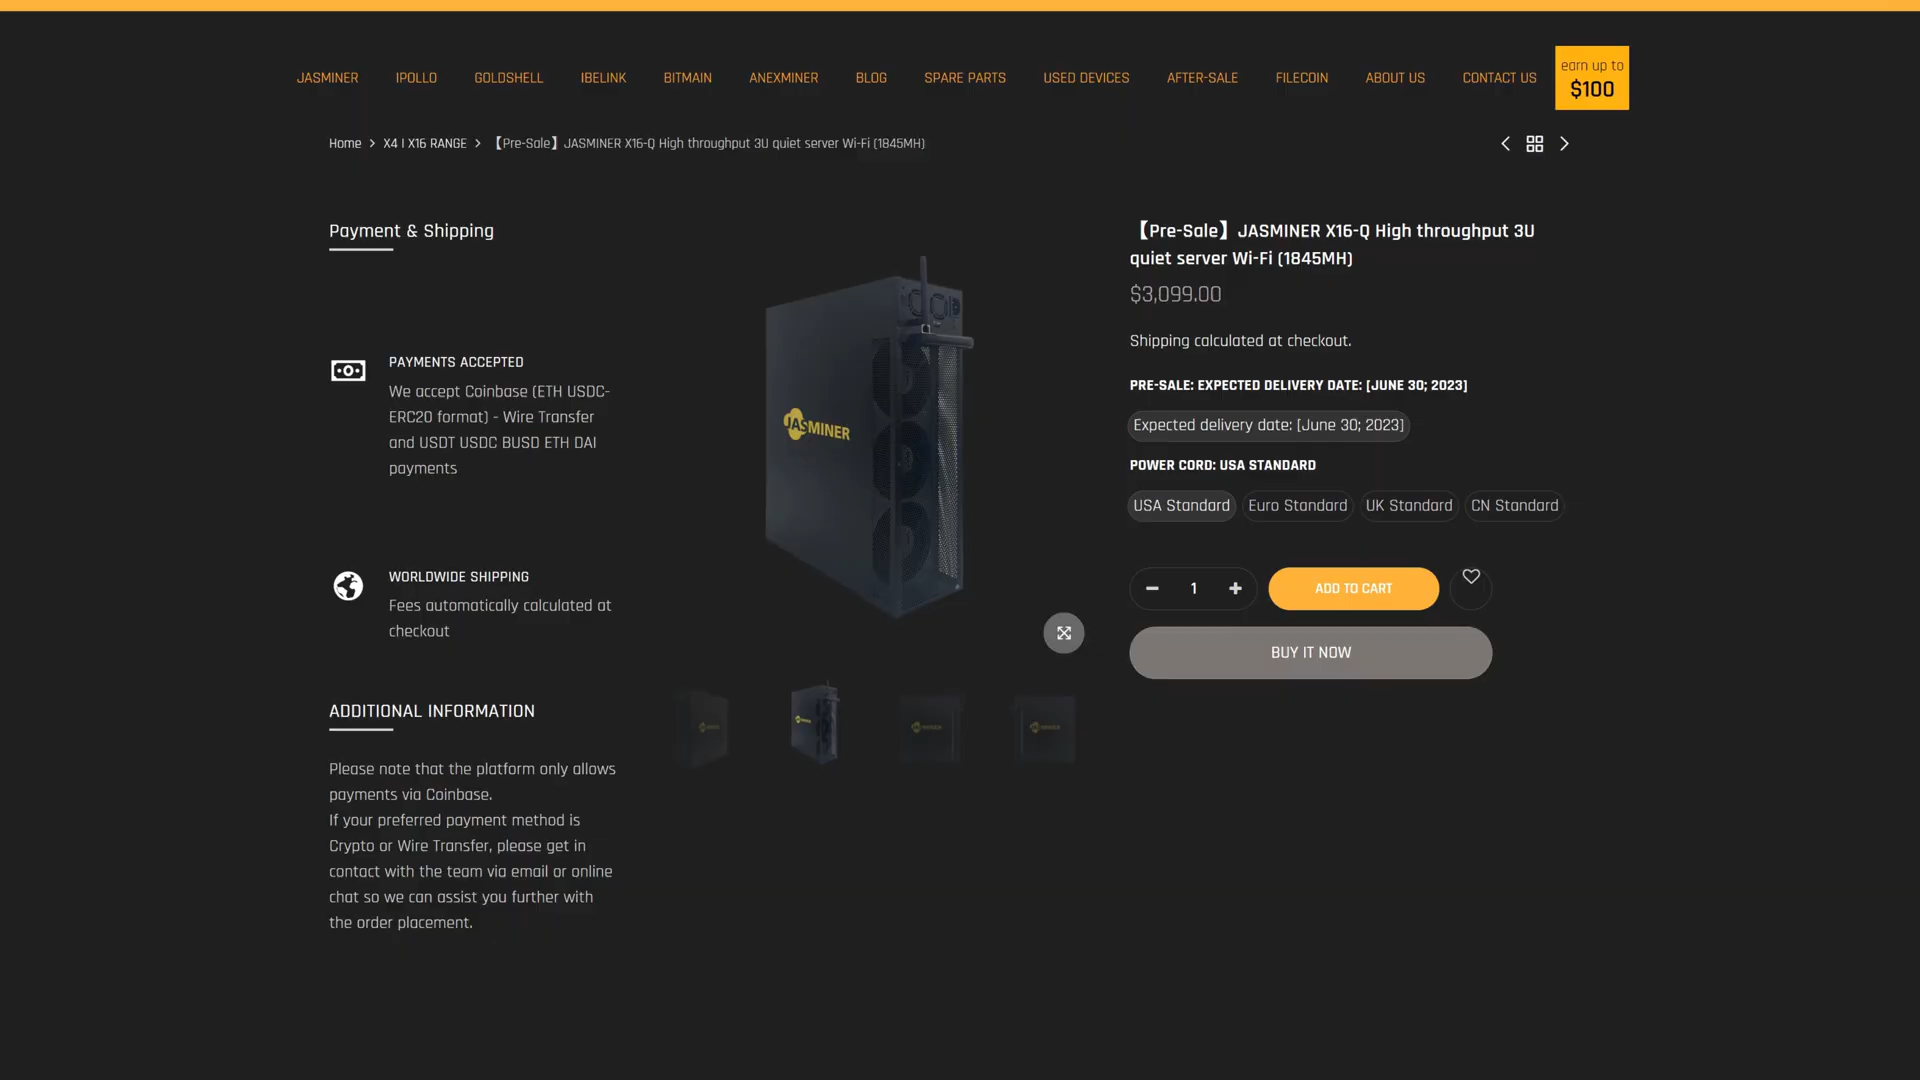 JASMINER IPOLLO GOLDSHELL IBELINK BITMAIN ANEXMINER BLOG SPARE PARTS USED DEVICES AFTER-SALE FILECOIN ABOUT US CONTACT US
earn up to
$100
Home > X4 | X16 RANGE > 【Pre-Sale】JASMINER X16-Q High throughput 3U quiet server Wi-Fi (1845MH)
Payment & Shipping
PAYMENTS ACCEPTED
We accept Coinbase (ETH USDC-
ERC20 format) - Wire Transfer
and USDT USDC BUSD ETH DAI
payments
WORLDWIDE SHIPPING
Fees automatically calculated at
checkout
ADDITIONAL INFORMATION
Please note that the platform only allows
payments via Coinbase.
If your preferred payment method is
Crypto or Wire Transfer, please get in
contact with the team via email or online
chat so we can assist you further with
the order placement.
JASMINER
【Pre-Sale】JASMINER X16-Q High throughput 3U
quiet server Wi-Fi (1845MH)
$3,099.00
Shipping calculated at checkout.
PRE-SALE: EXPECTED DELIVERY DATE: [JUNE 30; 2023]
Expected delivery date: [June 30; 2023]
POWER CORD: USA STANDARD
USA Standard Euro Standard UK Standard CN Standard
1
ADD TO CART
BUY IT NOW